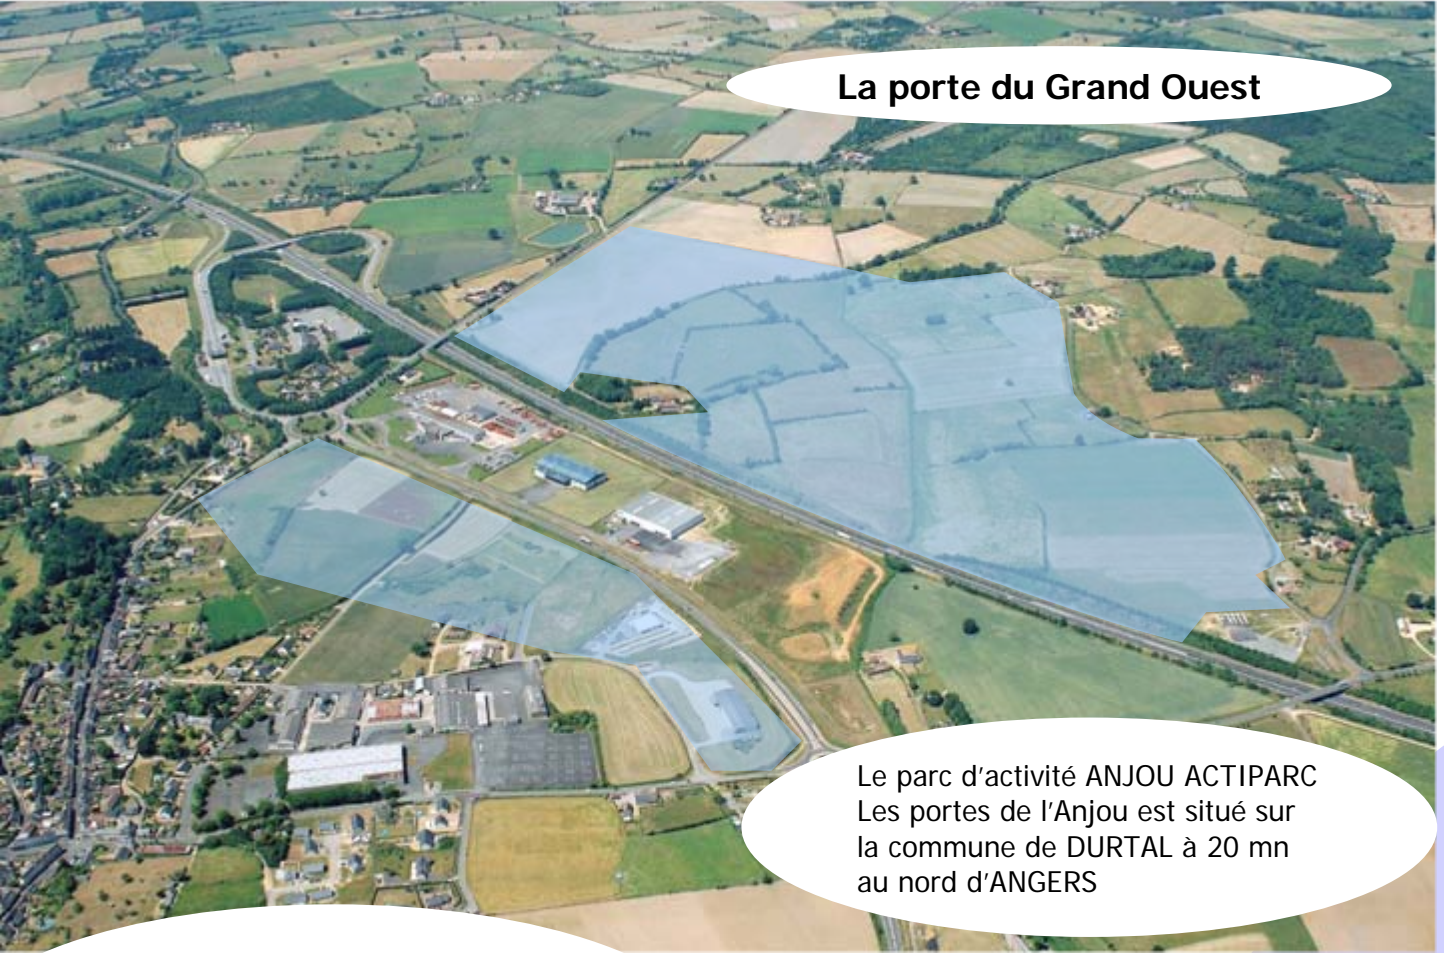 La porte du Grand Ouest
Le parc d'activité ANJOU ACTIPARC
Les portes de l'Anjou est situé sur
la commune de DURTAL à 20 mn
au nord d'ANGERS